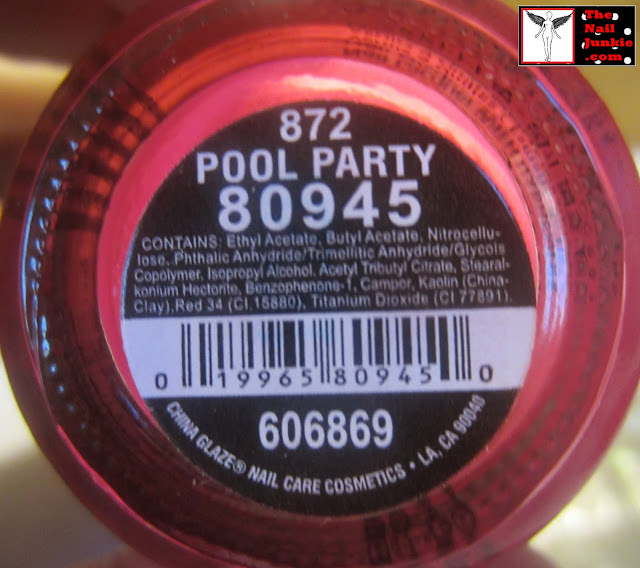 The
Nail
Junkie
.com
872
POOL PARTY
80945
CONTAINS: Ethyl Acetate, Butyl Acetate, Nitrocellu-
lose, Phthalic Anhydride/Trimellitic Anhydride/Glycols
Copolymer, Isopropyl Alcohol, Acetyl Tributyl Citrate, Stearal-
konium Hectorite, Benzophenone-1, Campor, Kaolin (China-
Clay),Red 34 (CI 15880), Titanium Dioxide (CI 77891).
0 19965 80945 0
606869
CHINA GLAZE® NAIL CARE COSMETICS • LA, CA 90040